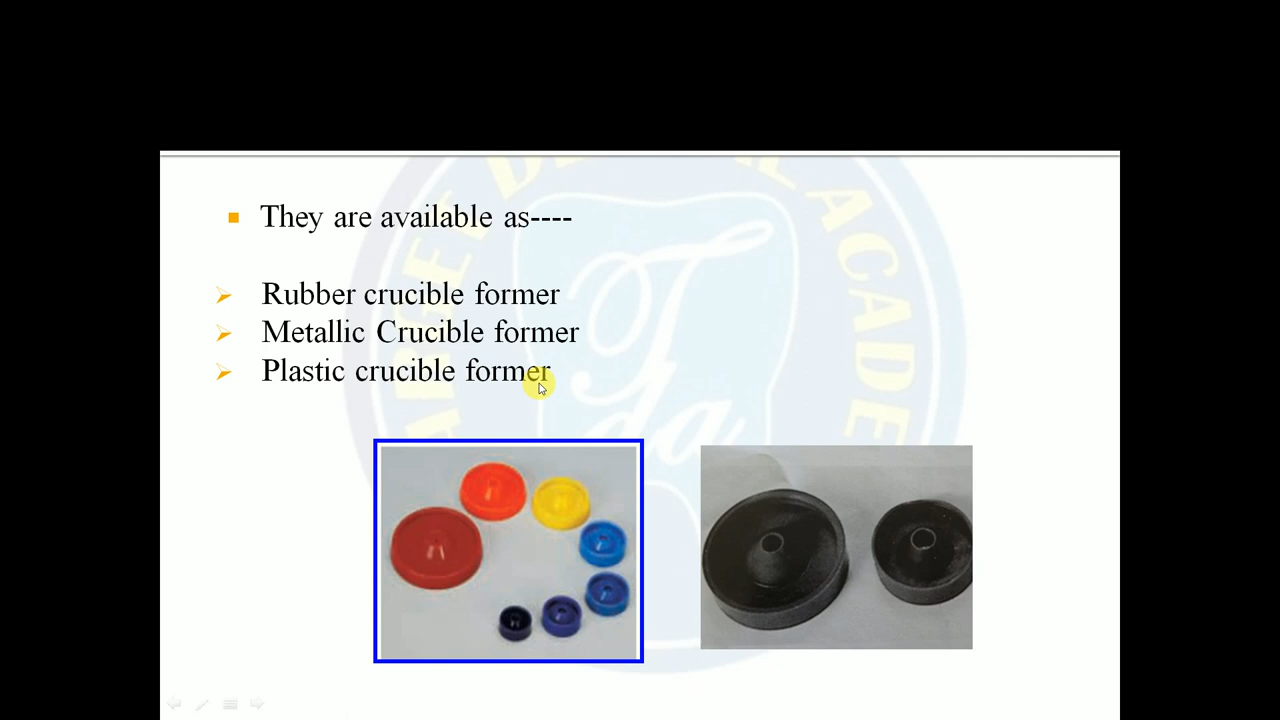 They are available as----
Rubber crucible former
Metallic Crucible former
Plastic crucible former